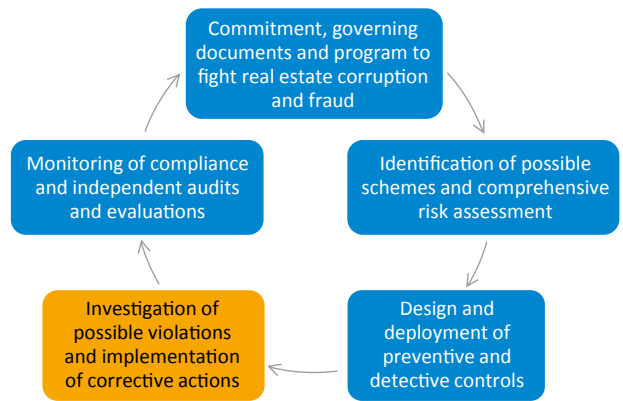 Commitment, governing
documents and program to
fight real estate corruption
and fraud
Identification of possible
schemes and comprehensive
risk assessment
Design and
deployment of
preventive and
detective controls
Investigation of
possible violations
and implementation
of corrective actions
Monitoring of compliance
and independent audits
and evaluations